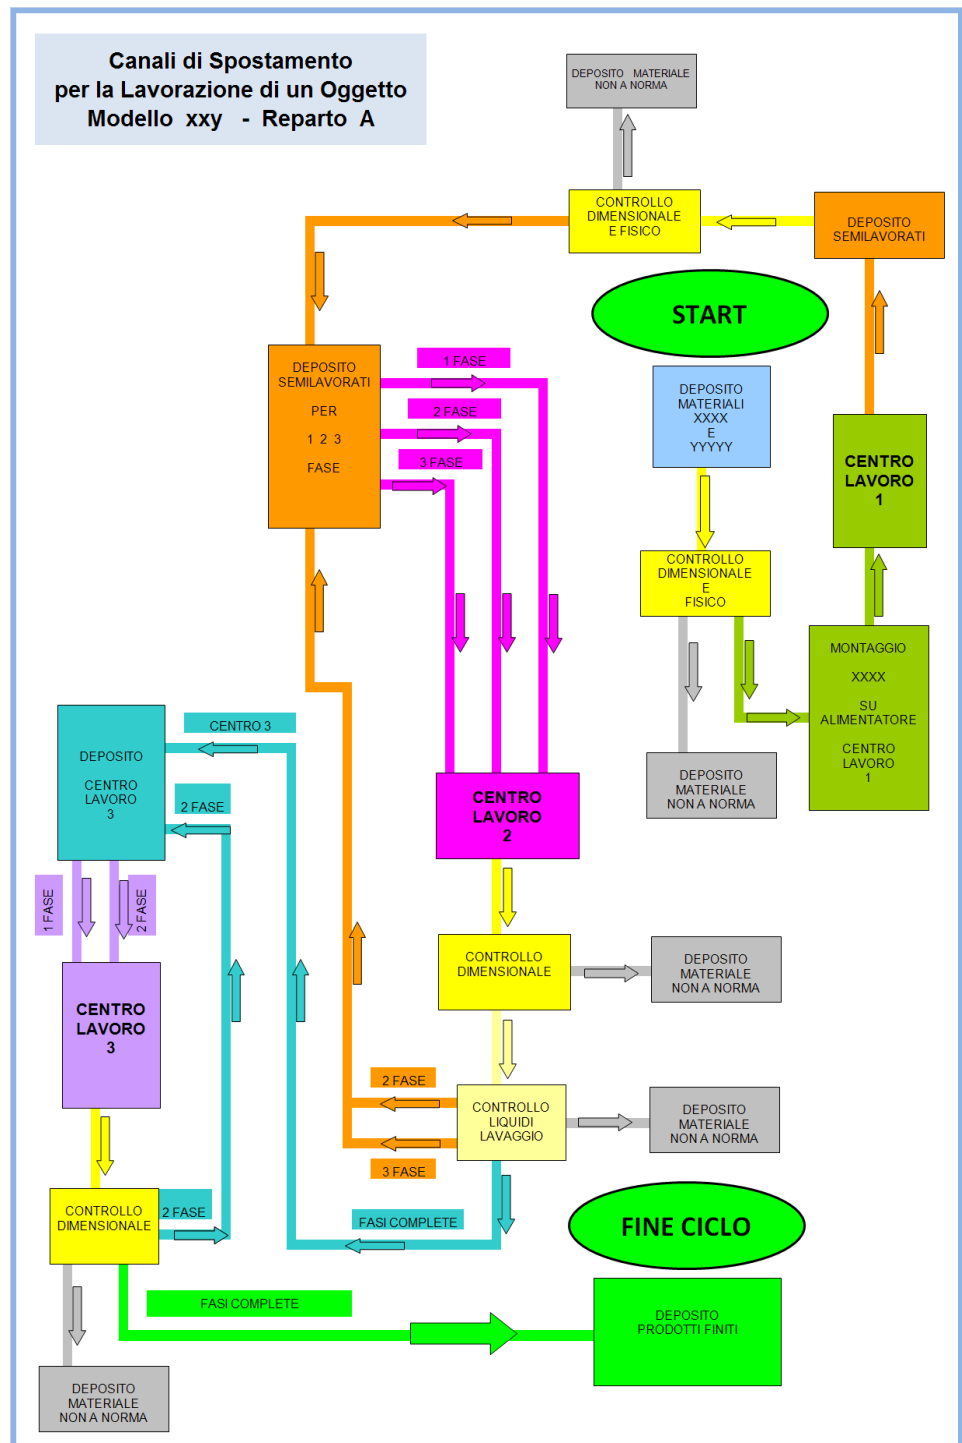 Canali di Spostamento
per la Lavorazione di un Oggetto
Modello xxy - Reparto A
DEPOSITO MATERIALE
NON A NORMA
CONTROLLO
DIMENSIONALE
E FISICO
DEPOSITO
SEMILAVORATI
START
DEPOSITO
SEMILAVORATI
PER
1 2 3
FASE
1 FASE
2 FASE
3 FASE
DEPOSITO
MATERIALI
XXXX
E
YYYYY
CENTRO
LAVORO
1
CONTROLLO
DIMENSIONALE
E
FISICO
MONTAGGIO
XXXX
SU
ALIMENTATORE
CENTRO
LAVORO
1
DEPOSITO
MATERIALE
NON A NORMA
CENTRO 3
DEPOSITO
CENTRO
LAVORO
3
2 FASE
CENTRO
LAVORO
2
1 FASE
2 FASE
CONTROLLO
DIMENSIONALE
DEPOSITO
MATERIALE
NON A NORMA
CENTRO
LAVORO
3
2 FASE
CONTROLLO
LIQUIDI
LAVAGGIO
DEPOSITO
MATERIALE
NON A NORMA
3 FASE
CONTROLLO
DIMENSIONALE
2 FASE
FASI COMPLETE
FINE CICLO
FASI COMPLETE
DEPOSITO
PRODOTTI FINITI
DEPOSITO
MATERIALE
NON A NORMA